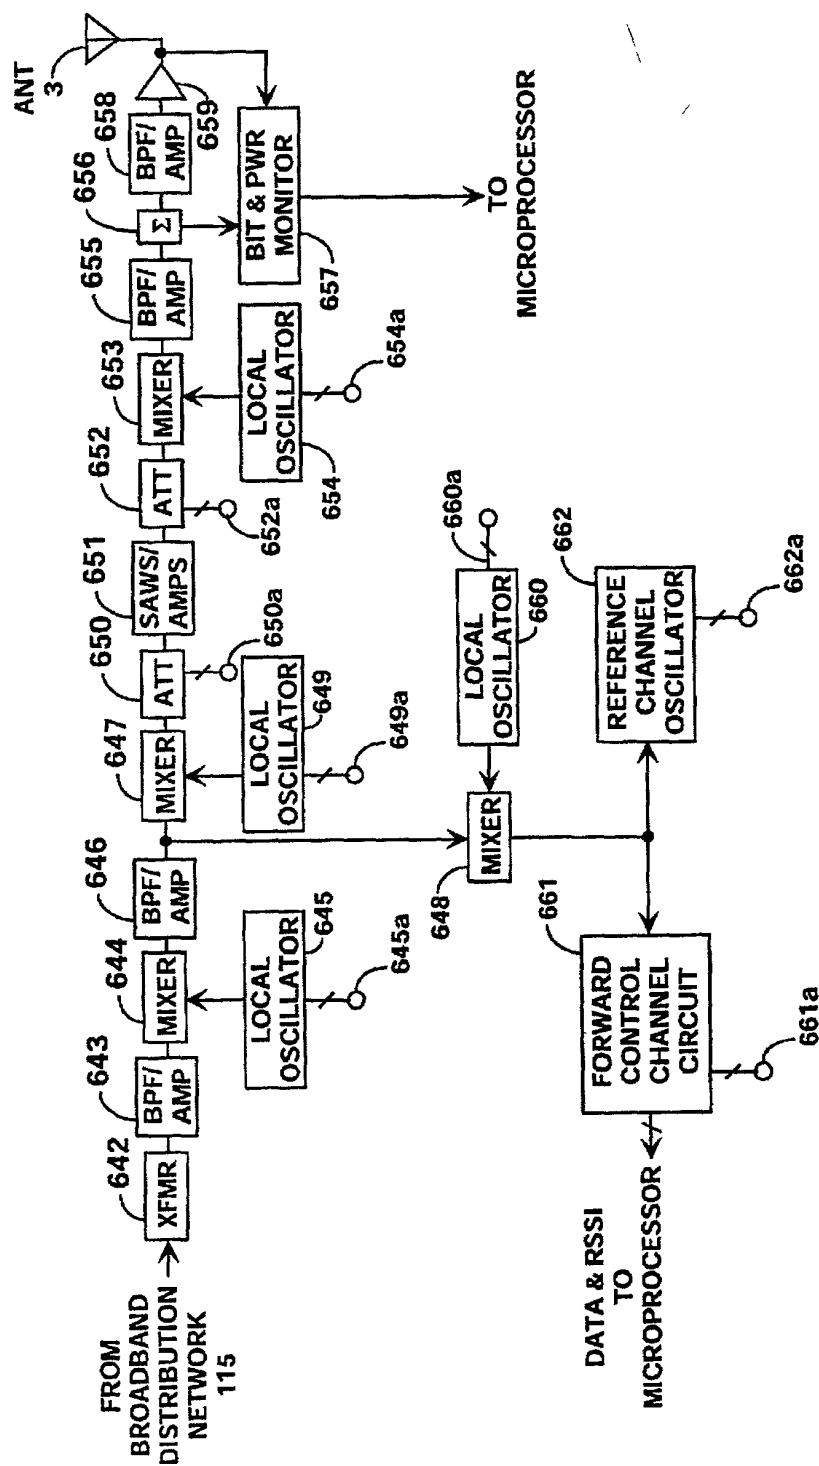 FROM
BROADBAND
DISTRIBUTION
NETWORK
115
642
XFMR
643
BPF/
AMP
644
MIXER
LOCAL
OSCILLATOR
645
645a
646
BPF/
AMP
647
MIXER
LOCAL
OSCILLATOR
649
649a
650
ATT
650a
651
SAWS/
AMPS
652
ATT
652a
653
MIXER
LOCAL
OSCILLATOR
654
654a
655
BPF/
AMP
656
Σ
658
BPF/
AMP
659
ANT
3
BIT & PWR
MONITOR
657
TO
MICROPROCESSOR
648
MIXER
LOCAL
OSCILLATOR
660
660a
661
FORWARD
CONTROL
CHANNEL
CIRCUIT
661a
662
REFERENCE
CHANNEL
OSCILLATOR
662a
DATA & RSSI
TO
MICROPROCESSOR